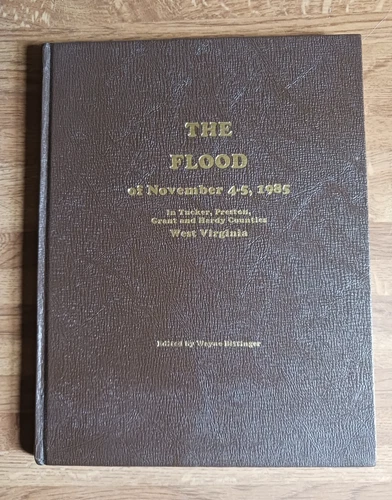 THE
FLOOD
of November 4-5, 1985
In Tucker, Preston,
Grant and Hardy Counties
West Virginia
Edited by Wayne Bittinger